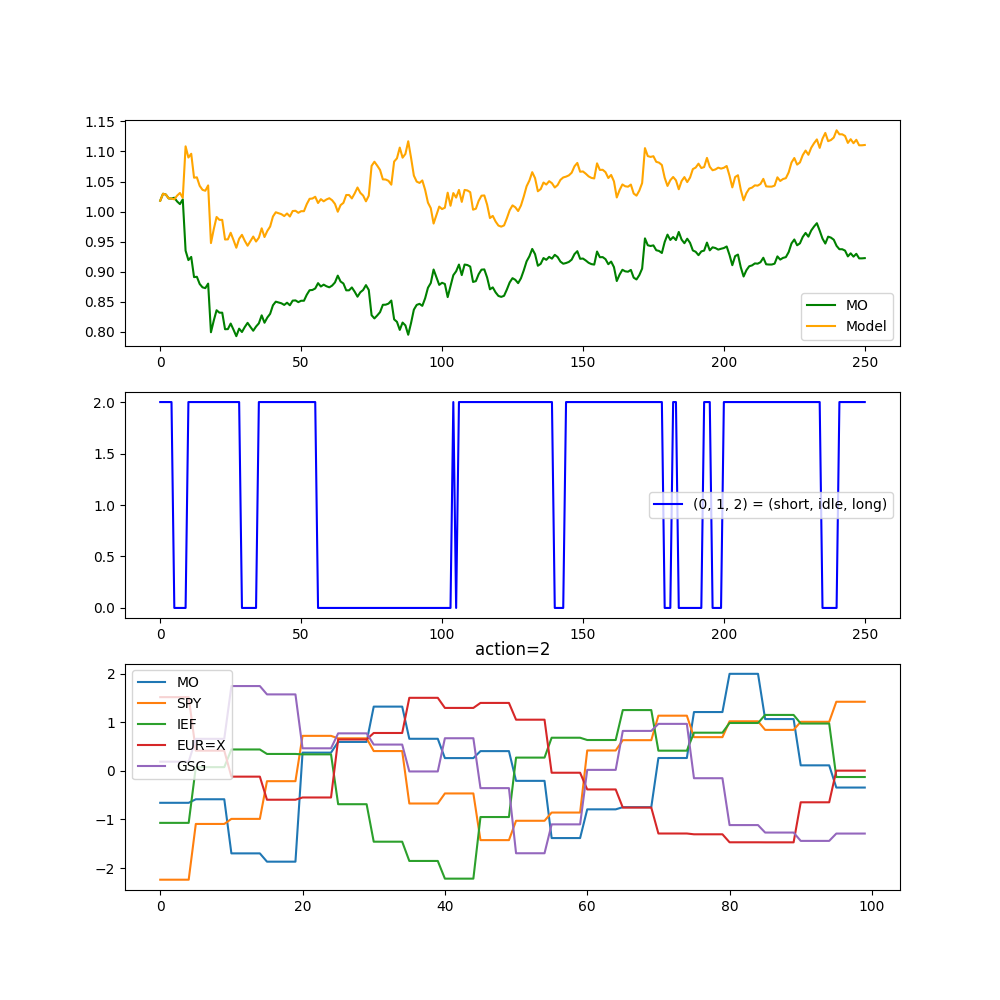 1.15
1.10
1.05
1.00
0.95
0.90
0.85
0.80
MO
Model
0 50 100 150 200 250
2.0
1.5
1.0
0.5
0.0
(0, 1, 2) = (short, idle, long)
0 50 100 150 200 250
action=2
2
1
0
−1
−2
MO
SPY
IEF
EUR=X
GSG
0 20 40 60 80 100